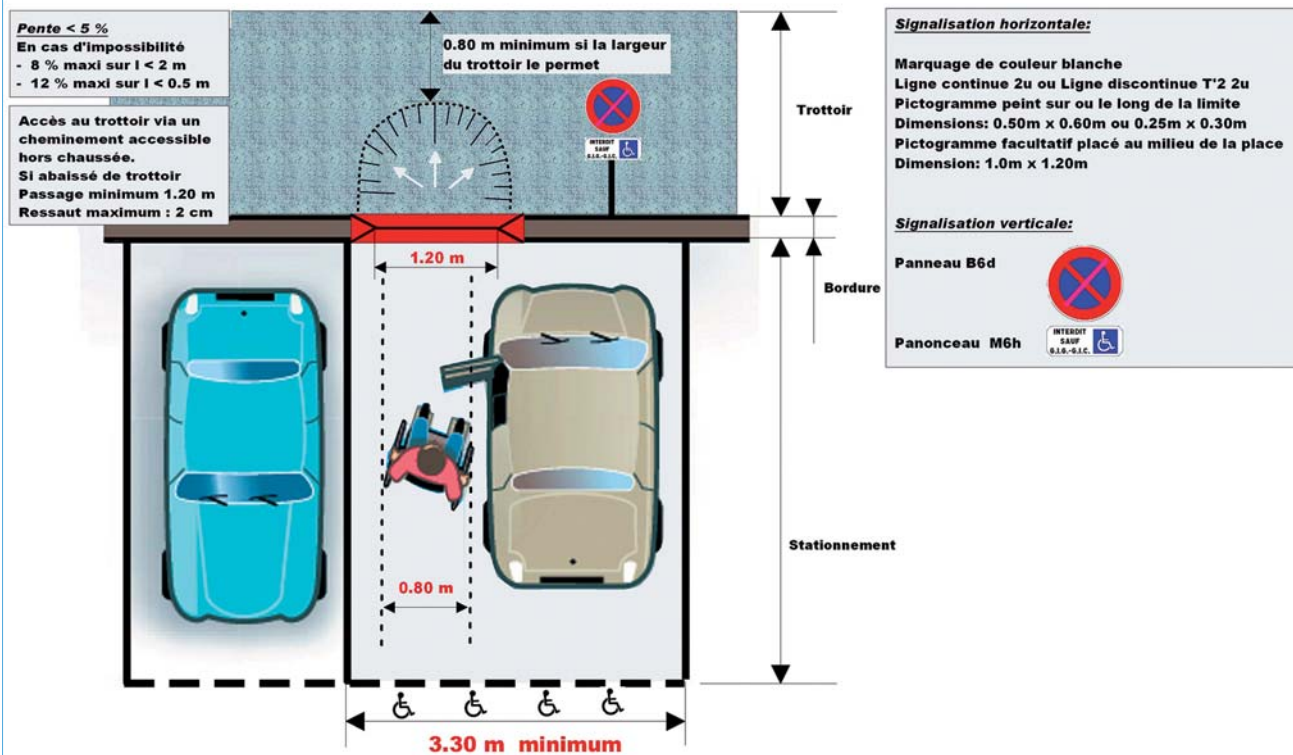 Pente < 5 %
En cas d'impossibilité
- 8 % maxi sur l < 2 m
- 12 % maxi sur l < 0.5 m
Accès au trottoir via un
cheminement accessible
hors chaussée.
Si abaissé de trottoir
Passage minimum 1.20 m
Ressaut maximum : 2 cm
0.80 m minimum si la largeur
du trottoir le permet
INTERDIT
SAUF
G.I.G.-G.I.C.
Trottoir
1.20 m
Bordure
0.80 m
Stationnement
3.30 m minimum
Signalisation horizontale:
Marquage de couleur blanche
Ligne continue 2u ou Ligne discontinue T'2 2u
Pictogramme peint sur ou le long de la limite
Dimensions: 0.50m x 0.60m ou 0.25m x 0.30m
Pictogramme facultatif placé au milieu de la place
Dimension: 1.0m x 1.20m
Signalisation verticale:
Panneau B6d
Panonceau M6h
INTERDIT
SAUF
G.I.G.-G.I.C.